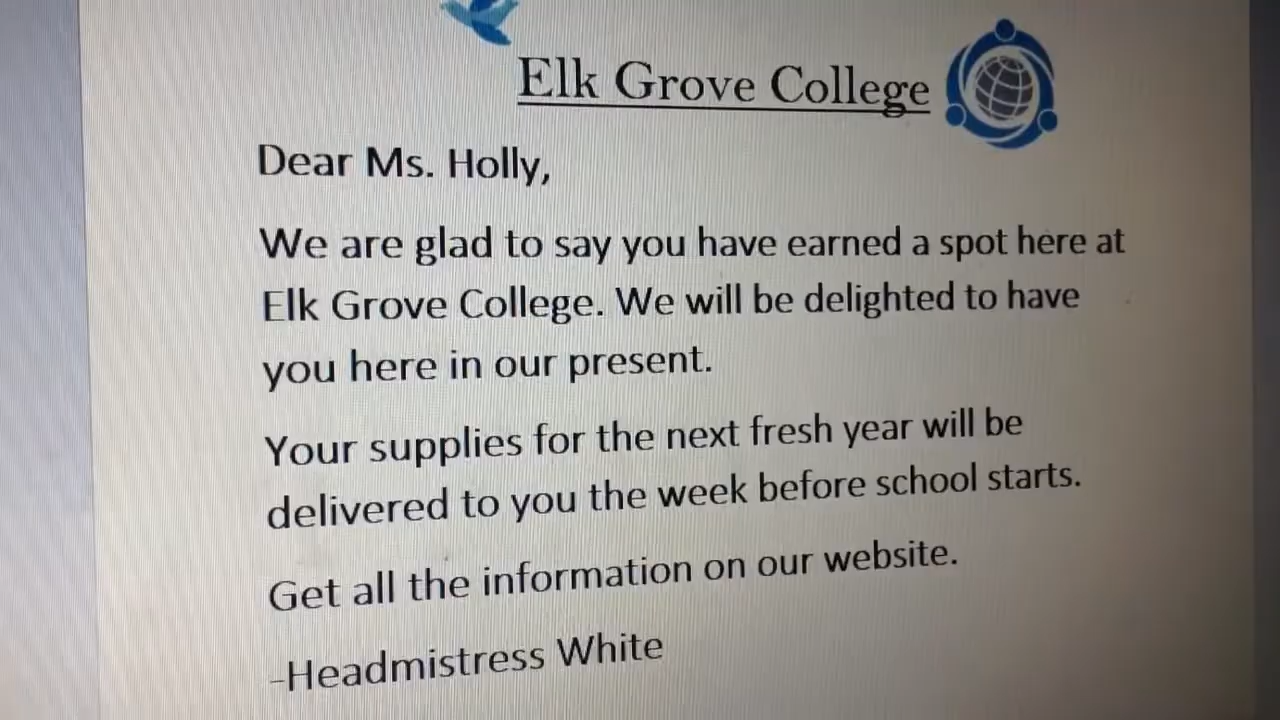 Elk Grove College
Dear Ms. Holly,
We are glad to say you have earned a spot here at
Elk Grove College. We will be delighted to have
you here in our present.
Your supplies for the next fresh year will be
delivered to you the week before school starts.
Get all the information on our website.
-Headmistress White